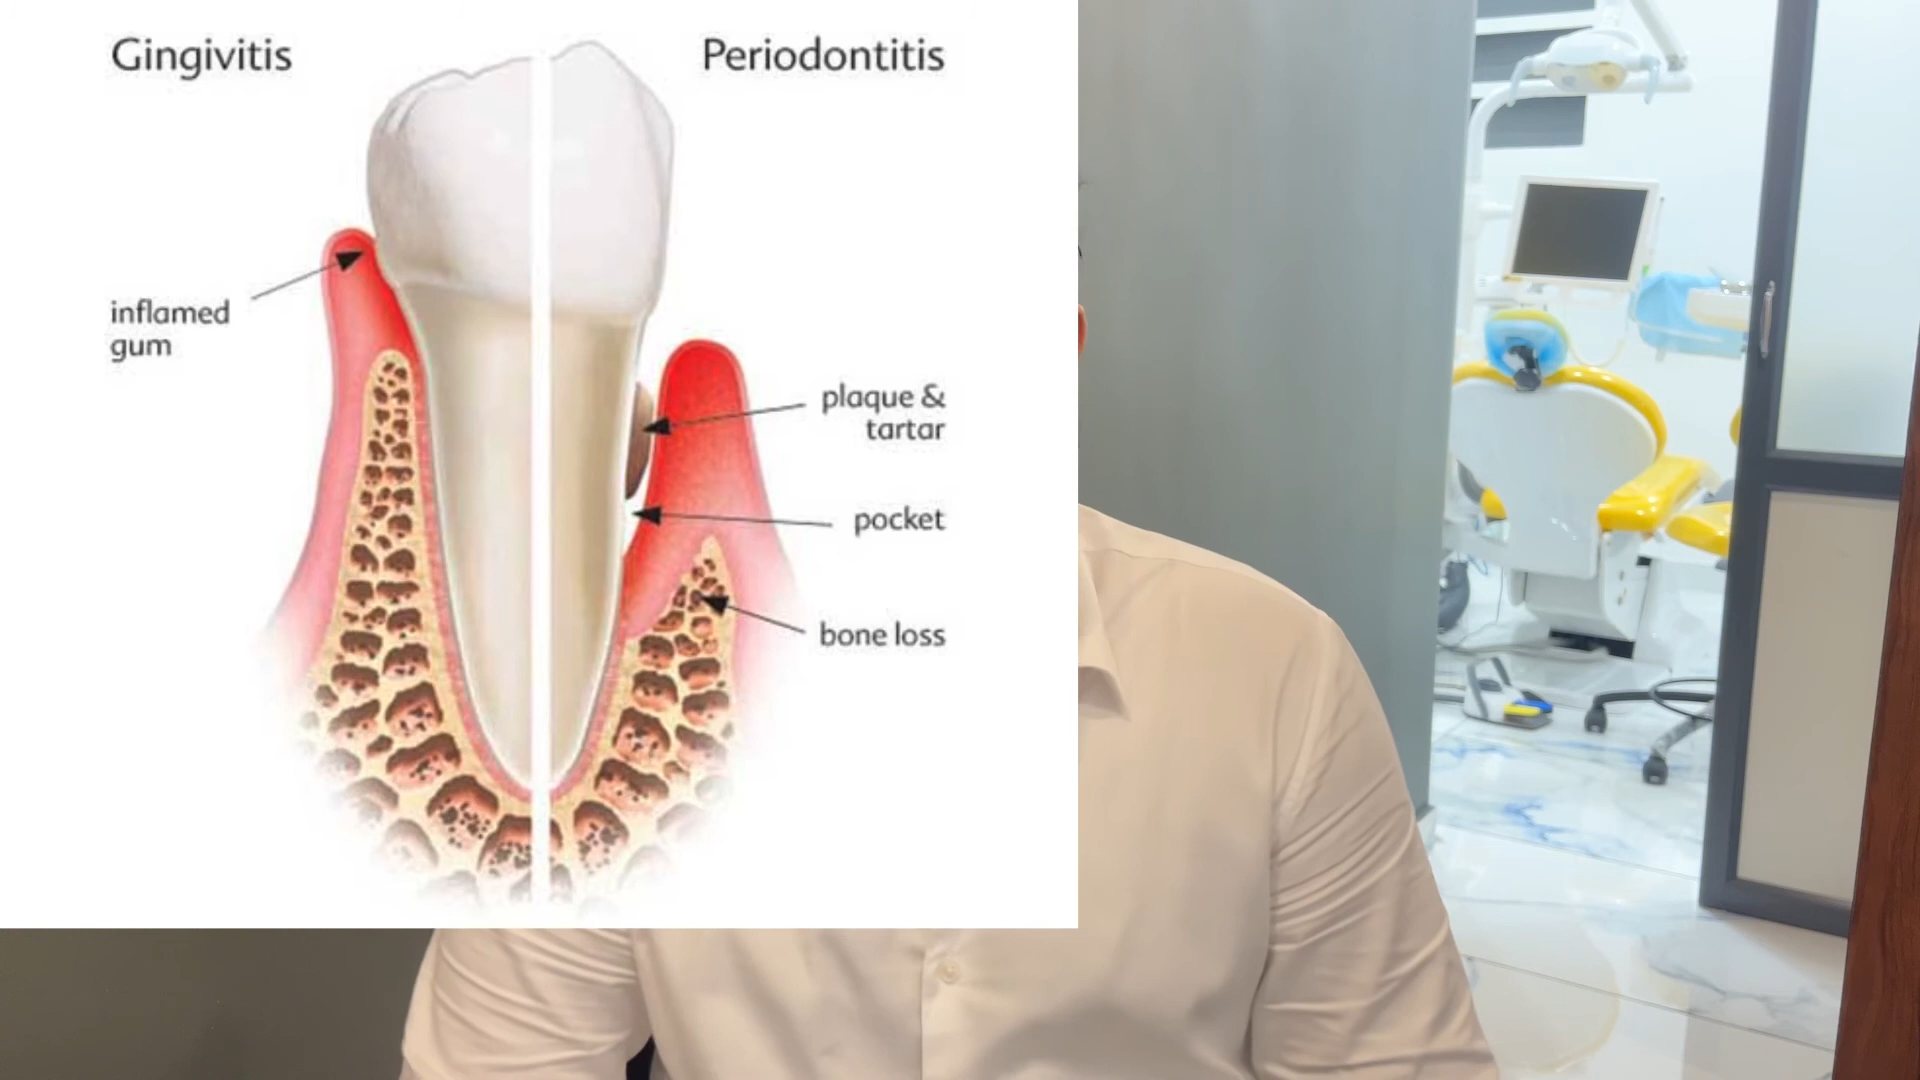 Gingivitis
Periodontitis
inflamed
gum
plaque &
tartar
pocket
bone loss